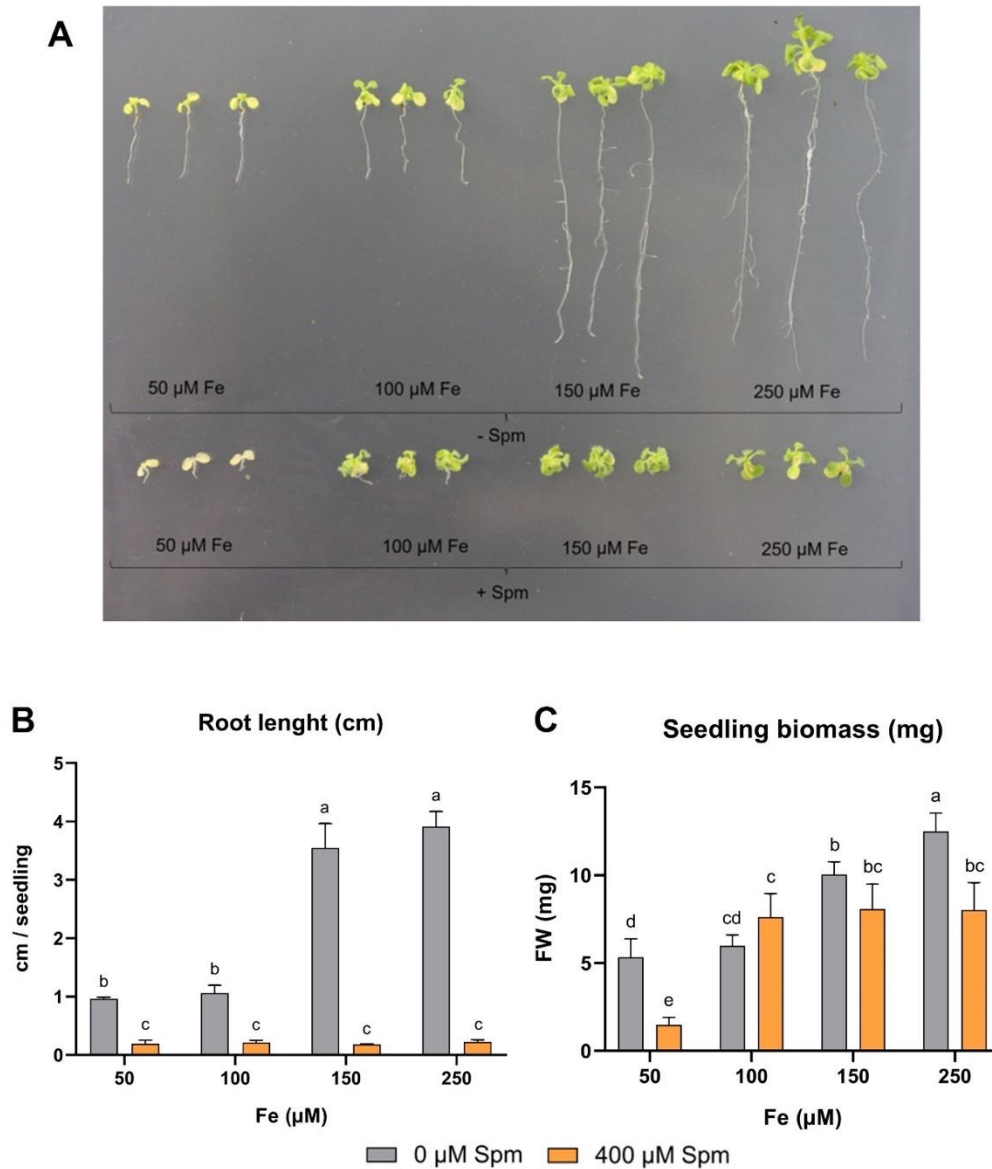 A
50 µM Fe 100 µM Fe 150 µM Fe 250 µM Fe
- Spm
50 µM Fe 100 µM Fe 150 µM Fe 250 µM Fe
+ Spm
B
Root lenght (cm)
cm / seedling
5
4
3
2
1
0
b c b c a c a c
50 100 150 250
Fe (µM)
C
Seedling biomass (mg)
FW (mg)
15
10
5
0
d e cd c b bc a bc
50 100 150 250
Fe (µM)
0 µM Spm 400 µM Spm